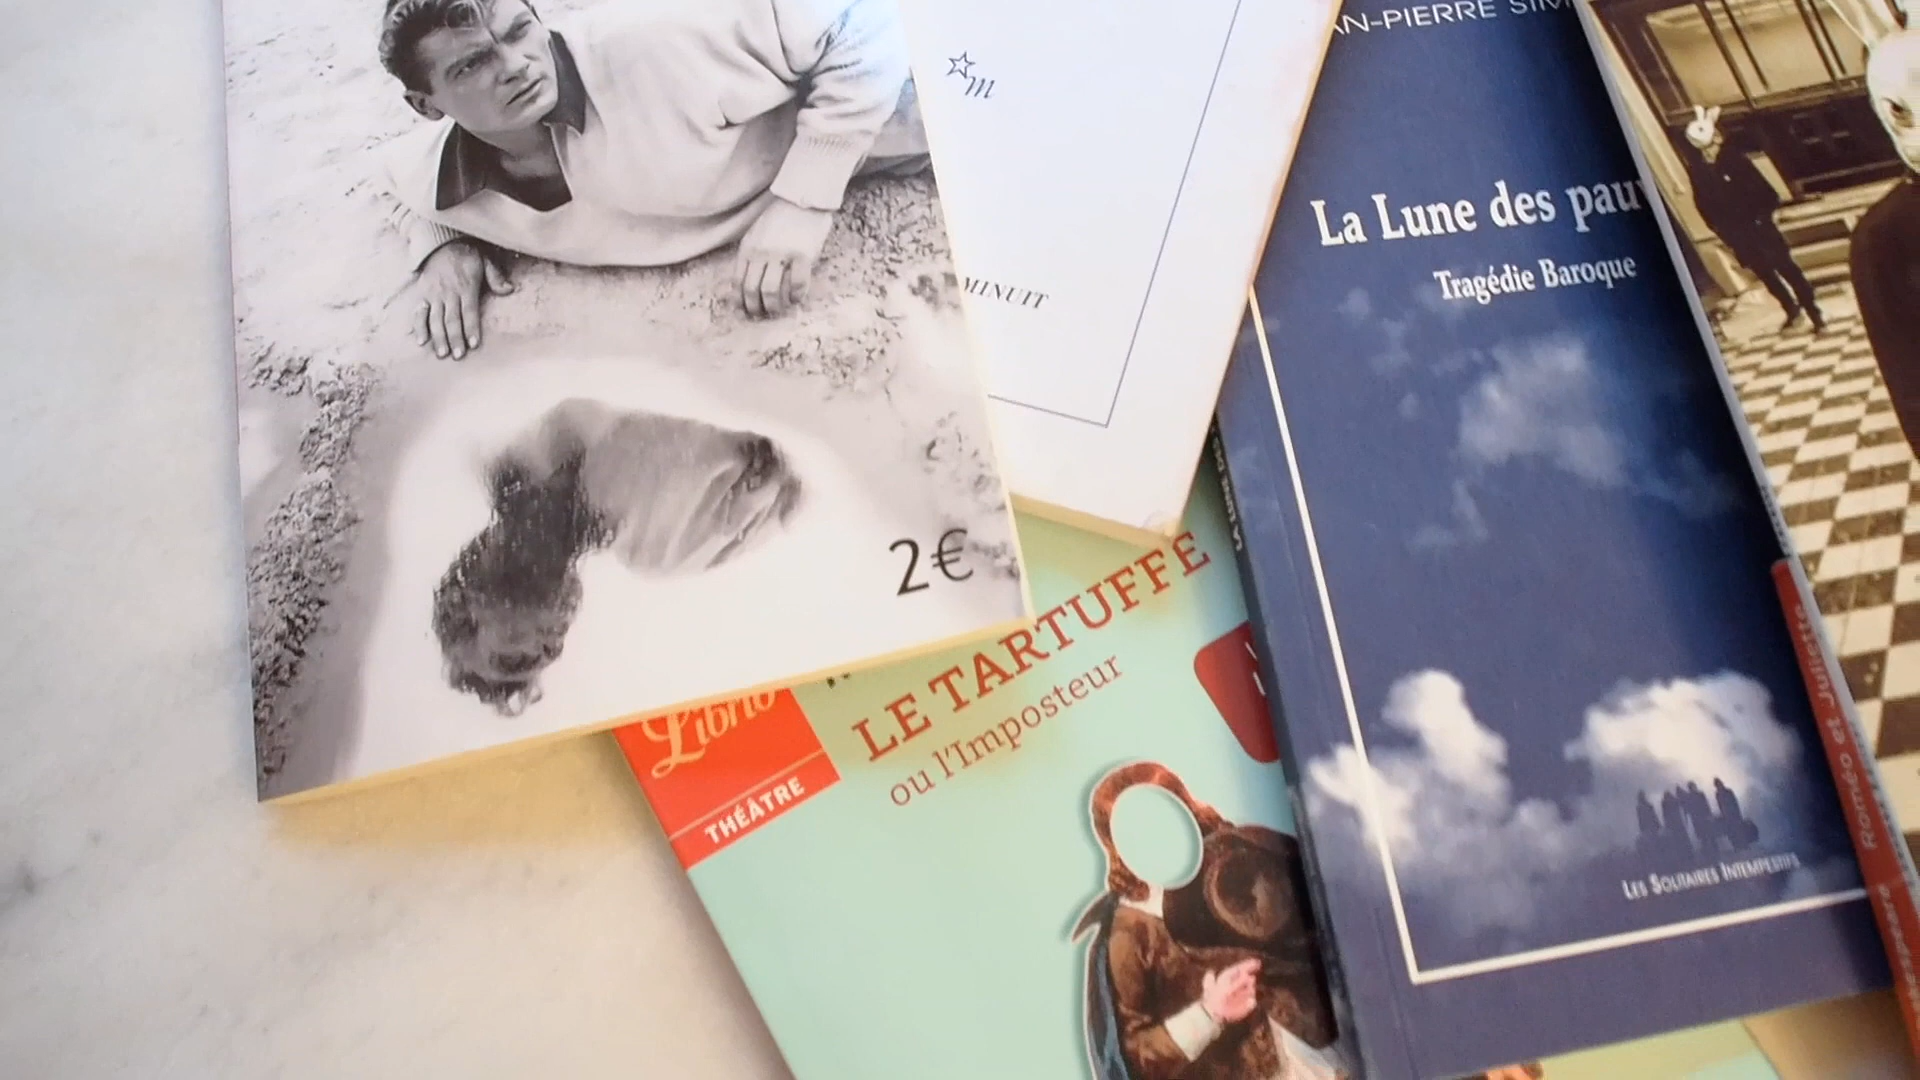 m
MINUIT
2€
Librio
THÉÂTRE
LE TARTUFFE
ou l'Imposteur
AN-PIERRE SIM
La Lune des pau
Tragédie Baroque
LES SOLITAIRES INTEMPESTIFS
Roméo et Juliette